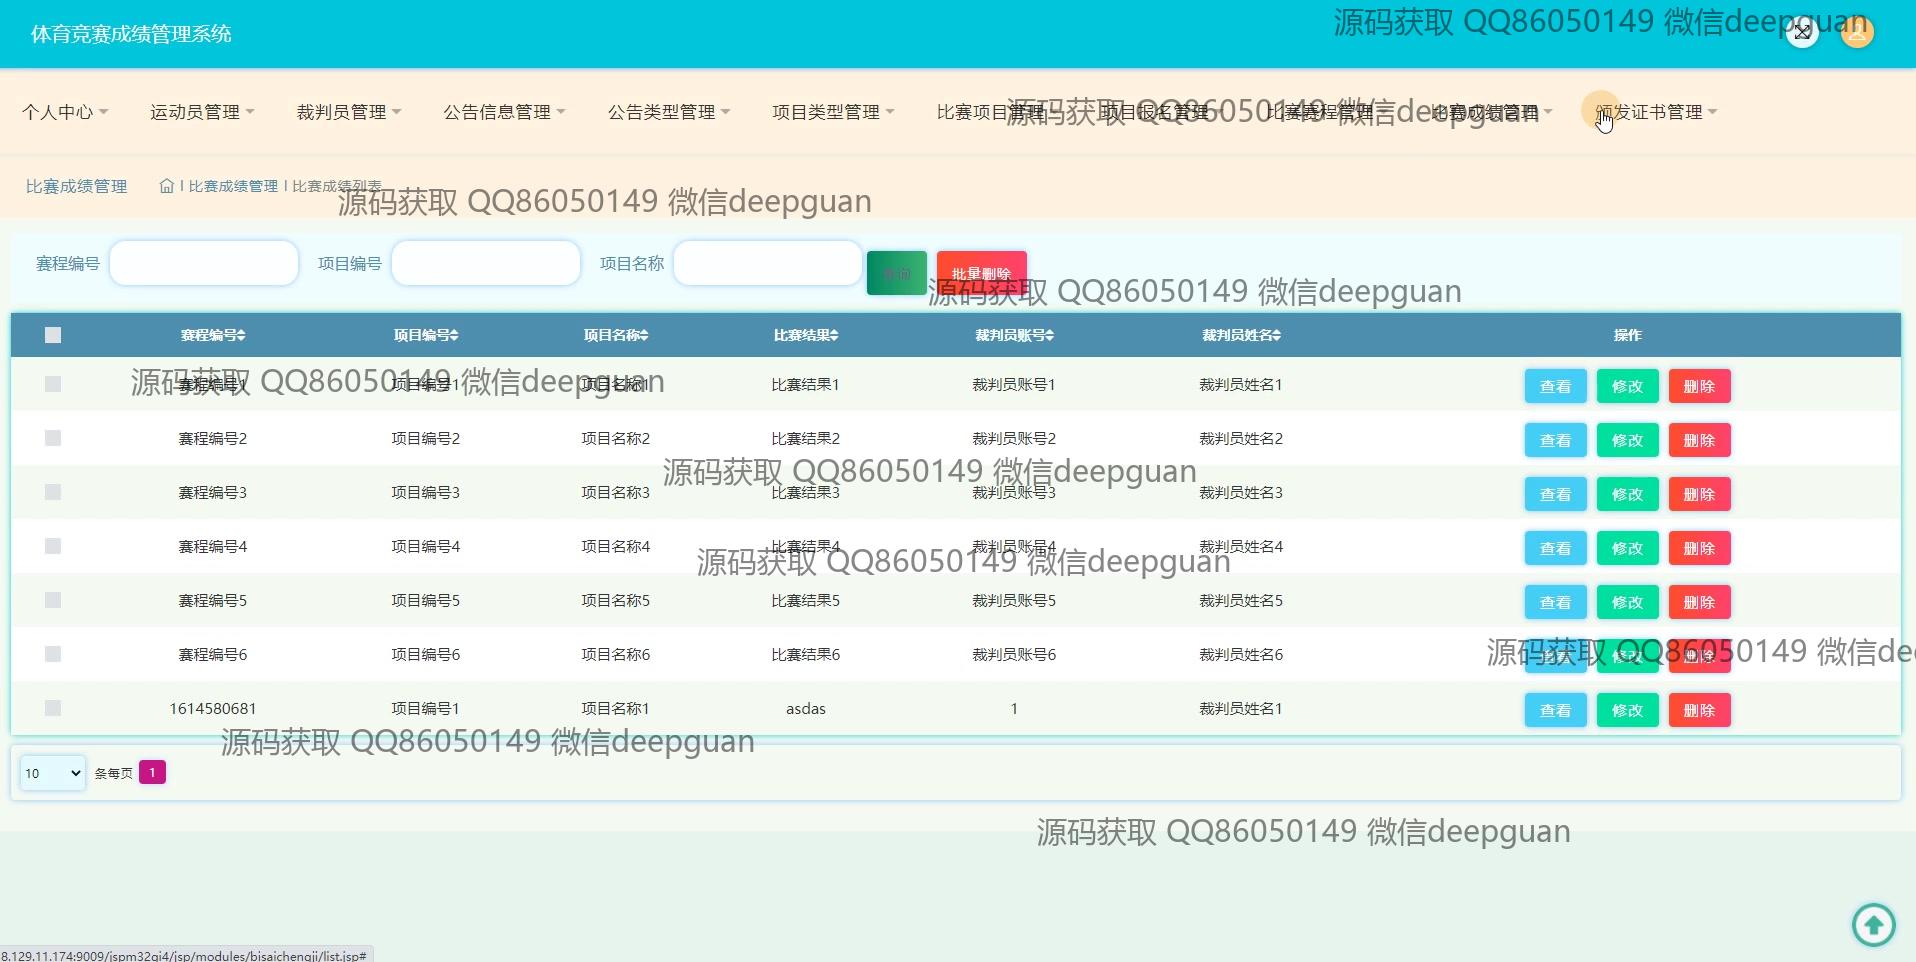 体育竞赛成绩管理系统
源码获取 QQ86050149 微信deepguan
个人中心 运动员管理 裁判员管理 公告信息管理 公告类型管理 项目类型管理 比赛项目管理 项目报名管理 比赛赛程管理 比赛成绩管理 颁发证书管理
源码获取 QQ86050149 微信deepguan
比赛成绩管理 | 比赛成绩管理 | 比赛成绩列表
源码获取 QQ86050149 微信deepguan
赛程编号 项目编号 项目名称 查询 批量删除
源码获取 QQ86050149 微信deepguan
赛程编号 项目编号 项目名称 比赛结果 裁判员账号 裁判员姓名 操作
赛程编号1 项目编号1 项目名称1 比赛结果1 裁判员账号1 裁判员姓名1 查看 修改 删除
源码获取 QQ86050149 微信deepguan
赛程编号2 项目编号2 项目名称2 比赛结果2 裁判员账号2 裁判员姓名2 查看 修改 删除
源码获取 QQ86050149 微信deepguan
赛程编号3 项目编号3 项目名称3 比赛结果3 裁判员账号3 裁判员姓名3 查看 修改 删除
赛程编号4 项目编号4 项目名称4 比赛结果4 裁判员账号4 裁判员姓名4 查看 修改 删除
源码获取 QQ86050149 微信deepguan
赛程编号5 项目编号5 项目名称5 比赛结果5 裁判员账号5 裁判员姓名5 查看 修改 删除
赛程编号6 项目编号6 项目名称6 比赛结果6 裁判员账号6 裁判员姓名6 查看 修改 删除
源码获取 QQ86050149 微信dee
1614580681 项目编号1 项目名称1 asdas 1 裁判员姓名1 查看 修改 删除
源码获取 QQ86050149 微信deepguan
10 条每页 1
源码获取 QQ86050149 微信deepguan
8.129.11.174:9009/jspm32qi4/jsp/modules/bisaichengji/list.jsp#